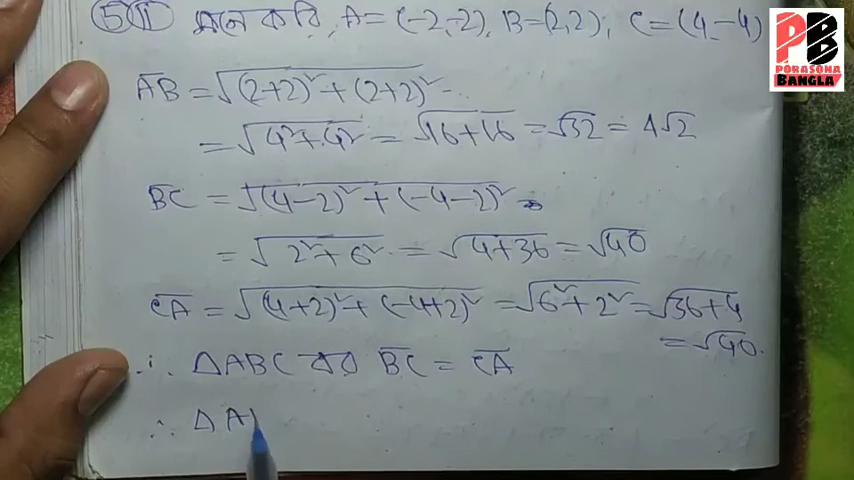 5 II মনে করি, A = (-2,-2), B = (2,2), C = (4-4)
PB
PORASONA
BANGLA
AB̅ = √(2+2)² + (2+2)²
= √4²+4² = √16+16 = √32 = 4√2
BC̅ = √(4-2)² + (-4-2)²
= √2²+6² = √4+36 = √40
CA̅ = √(4+2)² + (-4+2)² = √6²+2² = √36+4
= √40.
∴ ΔABC এর BC̅ = CA̅
∴ ΔA